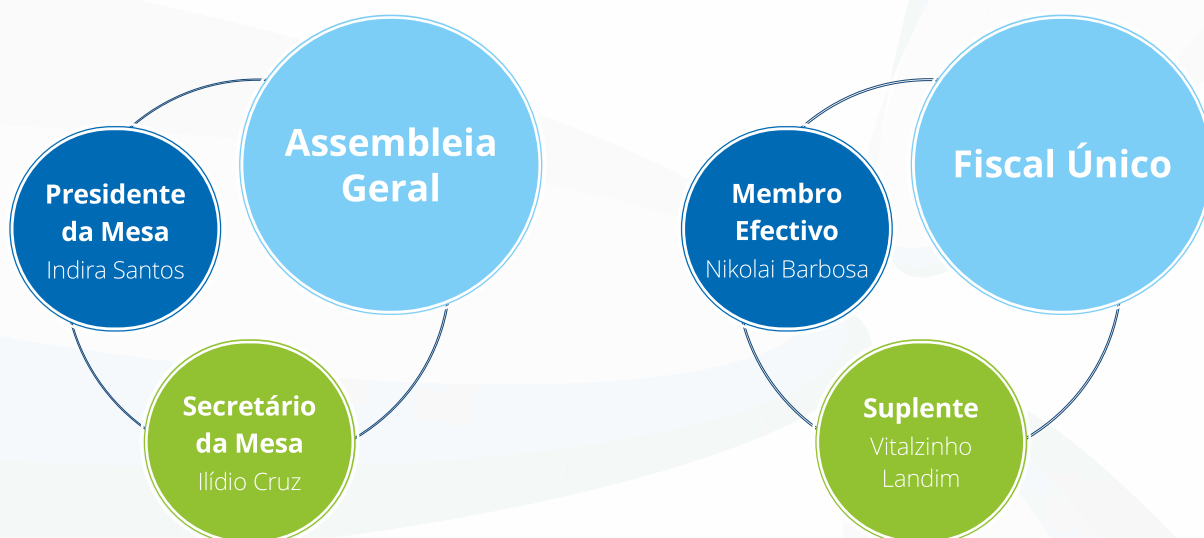 Assembleia
Geral
Presidente
da Mesa
Indira Santos
Secretário
da Mesa
Ilídio Cruz
Fiscal Único
Membro
Efectivo
Nikolai Barbosa
Suplente
Vitalzinho
Landim